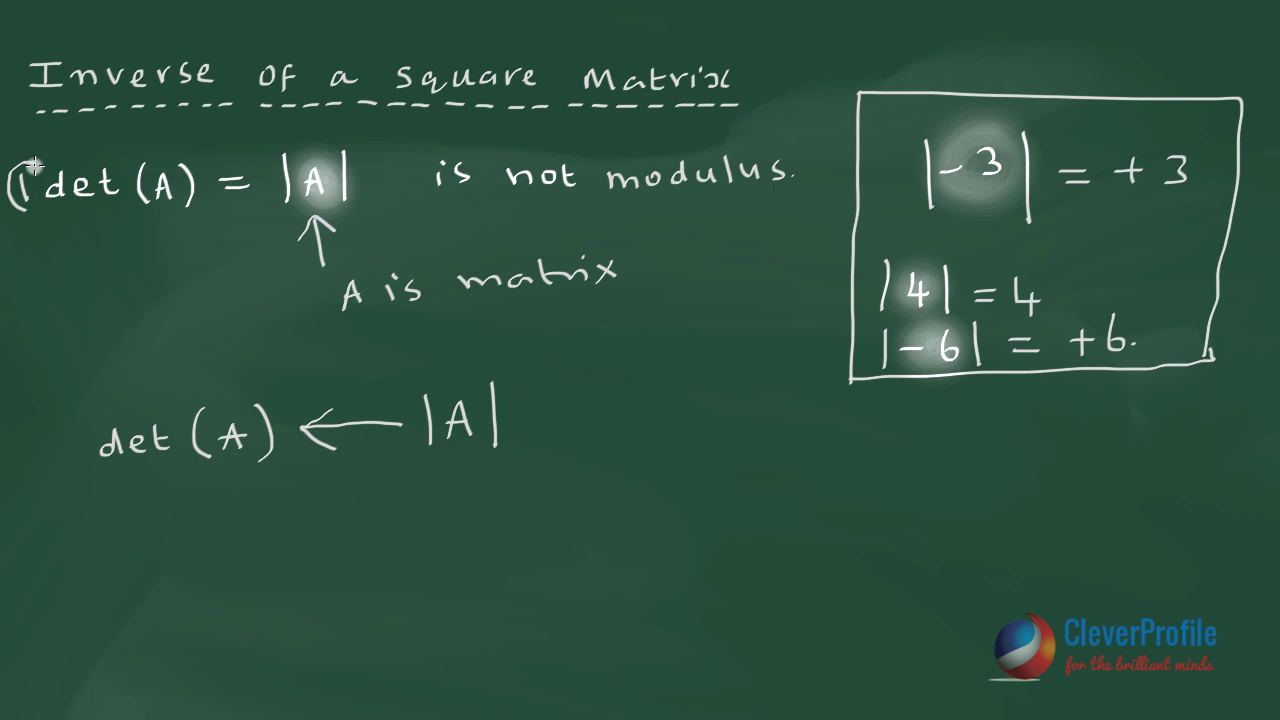 Inverse of a square Matrix
(1 det(A) = |A| is not modulus.
A is matrix
det(A) ← |A|
|-3| = +3
|4| = 4
|-6| = +6.
CleverProfile
for the brilliant minds